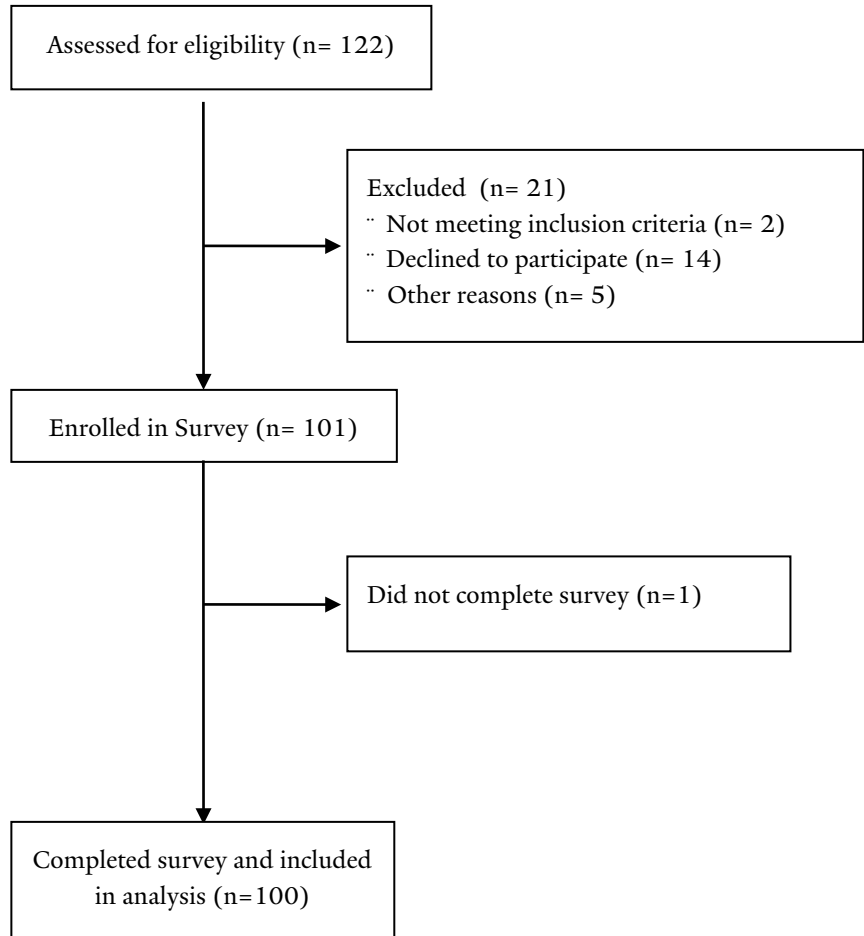 Assessed for eligibility (n= 122)
Excluded  (n= 21)
¨ Not meeting inclusion criteria (n= 2)
¨ Declined to participate (n= 14)
¨ Other reasons (n= 5)
Enrolled in Survey (n= 101)
Did not complete survey (n=1)
Completed survey and included
in analysis (n=100)